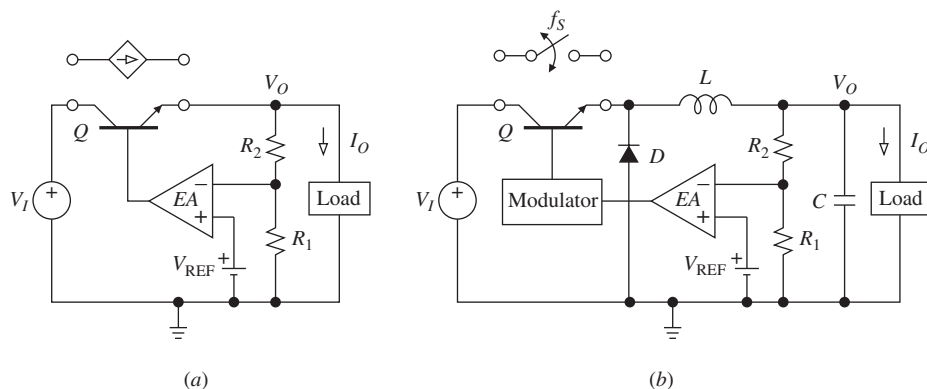 f_S
V_O
L
V_O
Q
R_2
I_O
Q
D
R_2
I_O
V_I
+
EA
−
+
Load
V_I
+
Modulator
EA
−
+
C
Load
R_1
R_1
V_REF
+
V_REF
+
(a)
(b)